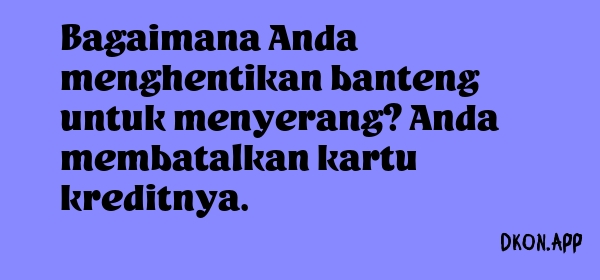 Bagaimana Anda
menghentikan banteng
untuk menyerang? Anda
membatalkan kartu
kreditnya.
DKON.APP